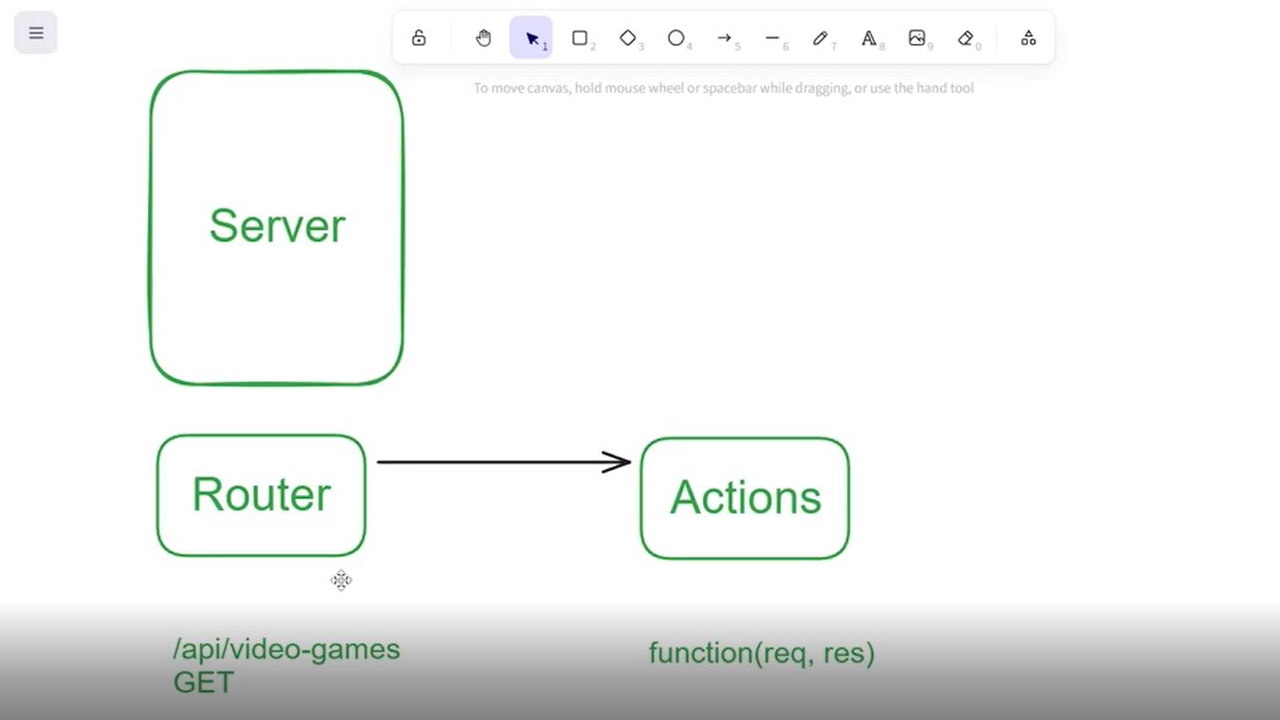 1
2
3
4
5
6
7
A
8
9
0
To move canvas, hold mouse wheel or spacebar while dragging, or use the hand tool
Server
Router
Actions
/api/video-games
GET
function(req, res)